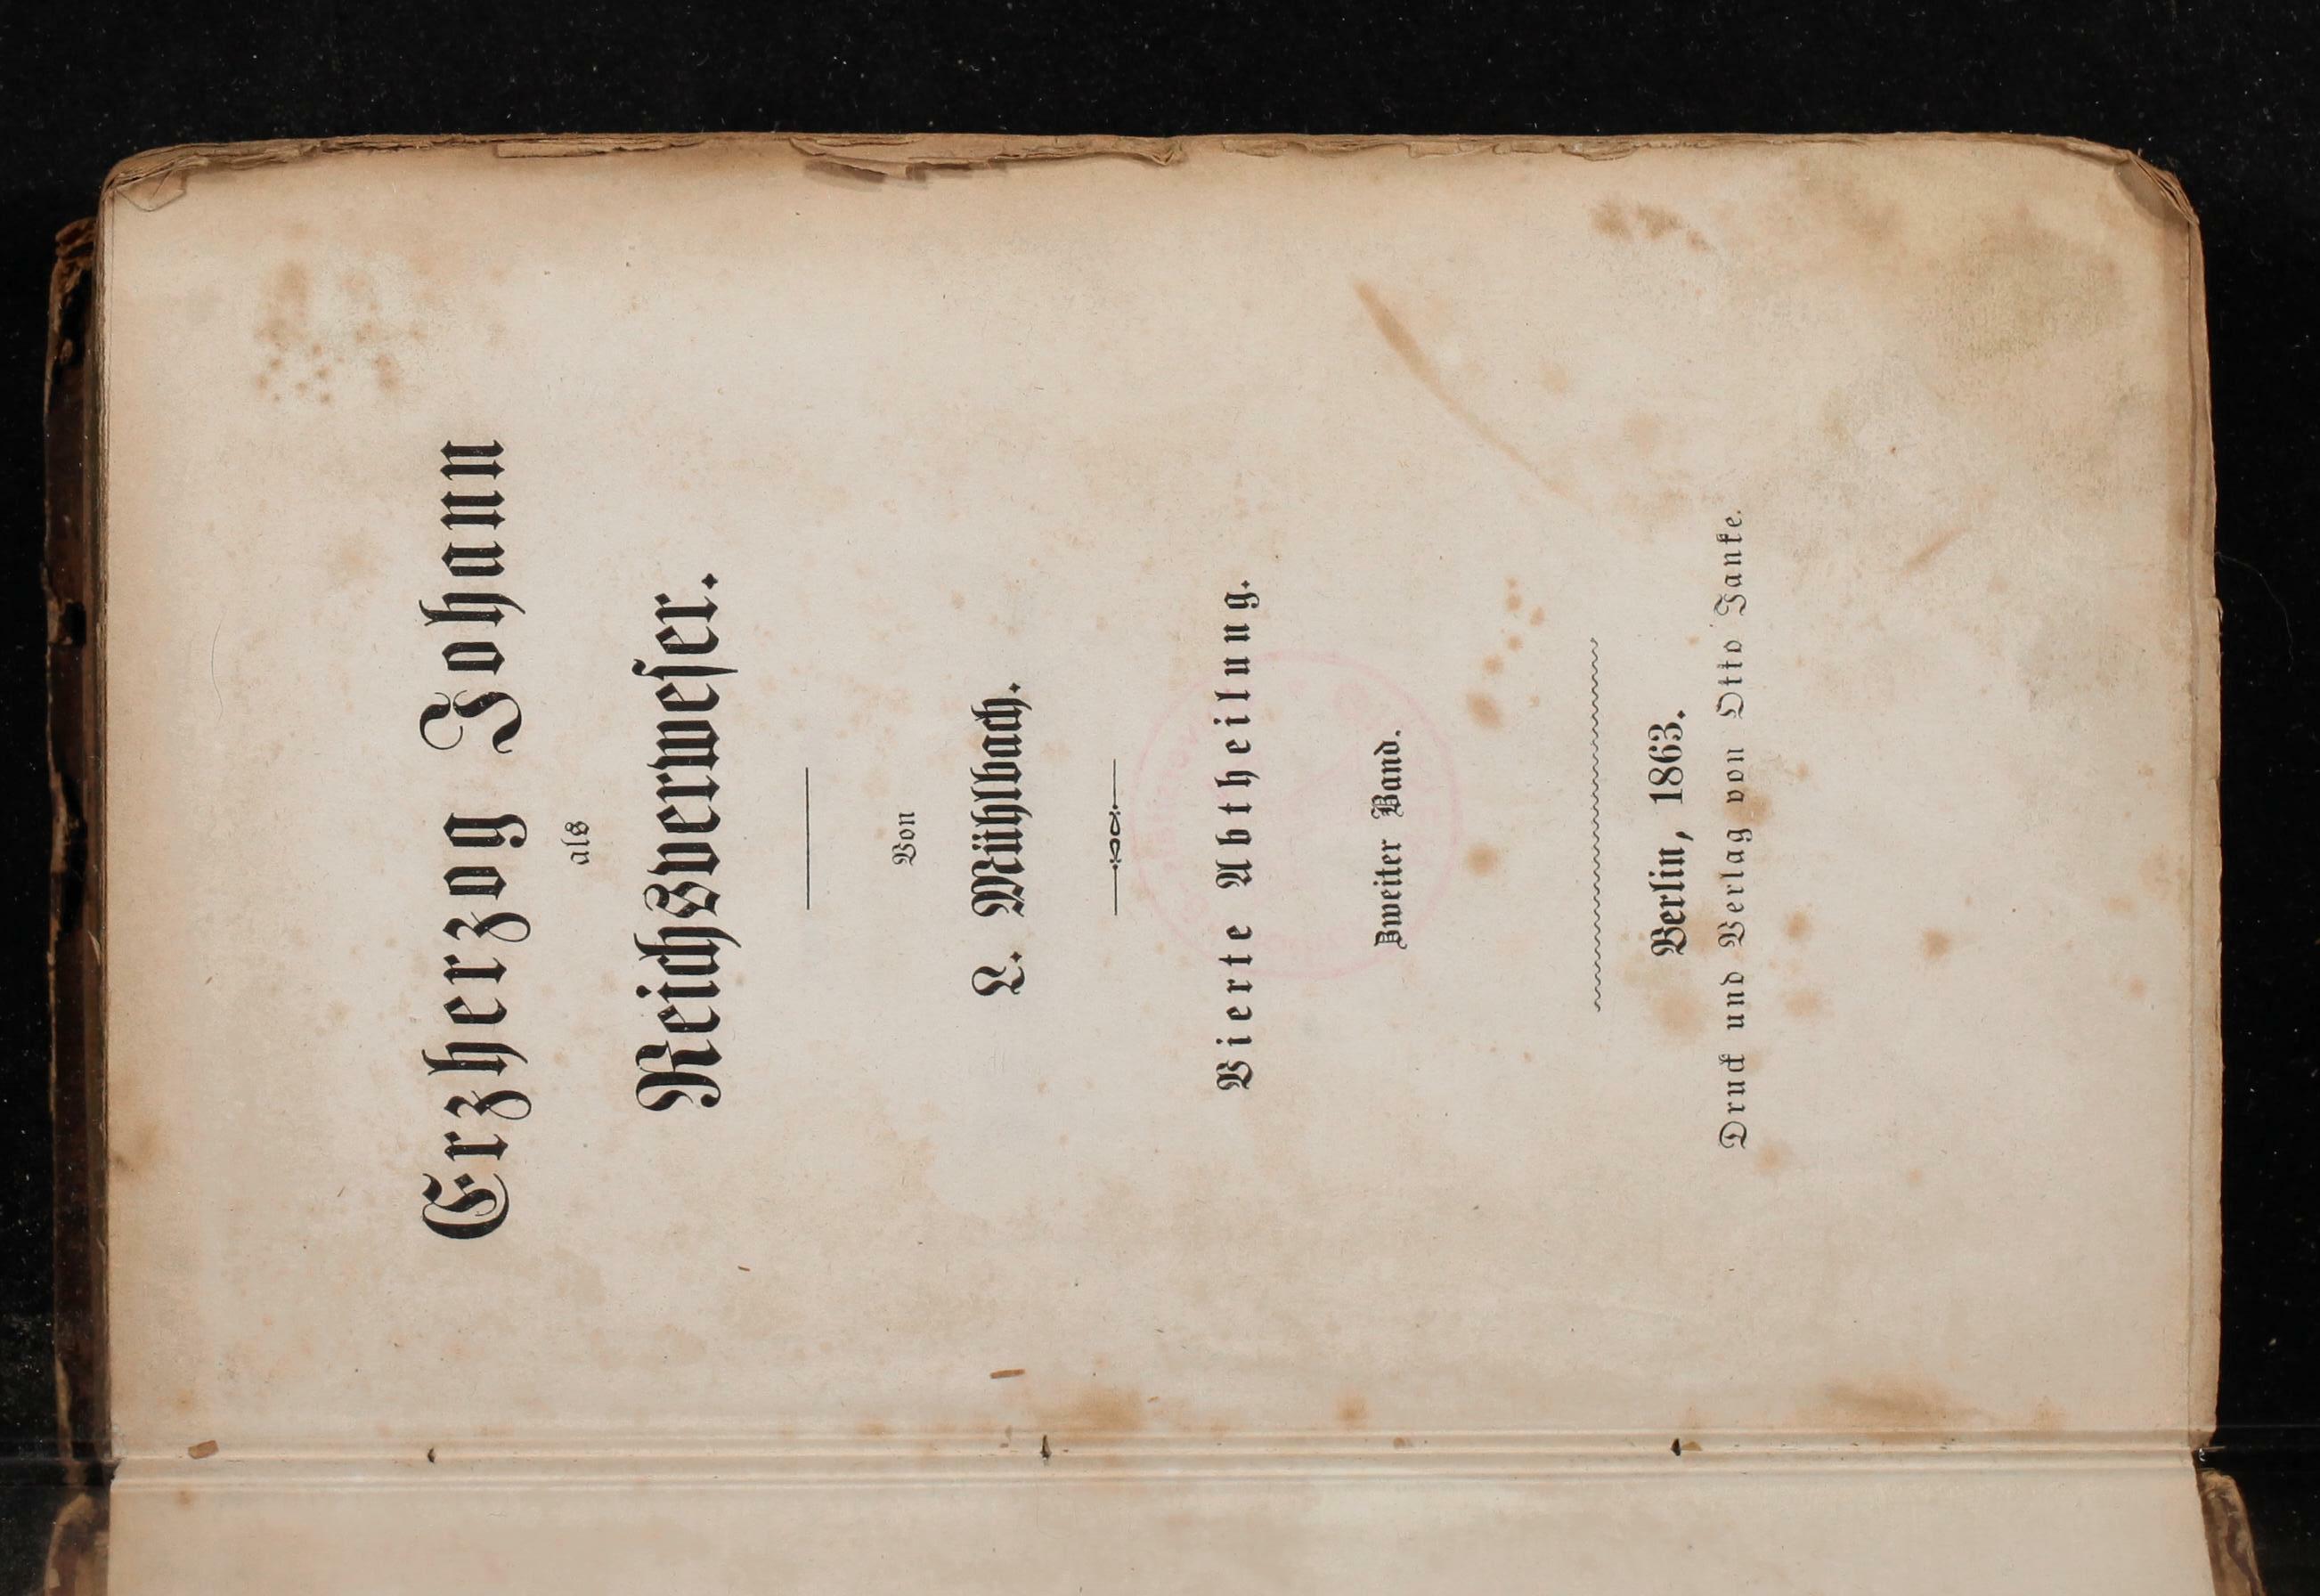 Erzherzog Johann
als
Reichsverweser.
Von
L. Mühlbach.
Vierte Abtheilung.
Zweiter Band.
Berlin, 1863.
Druck und Verlag von Otto Janke.